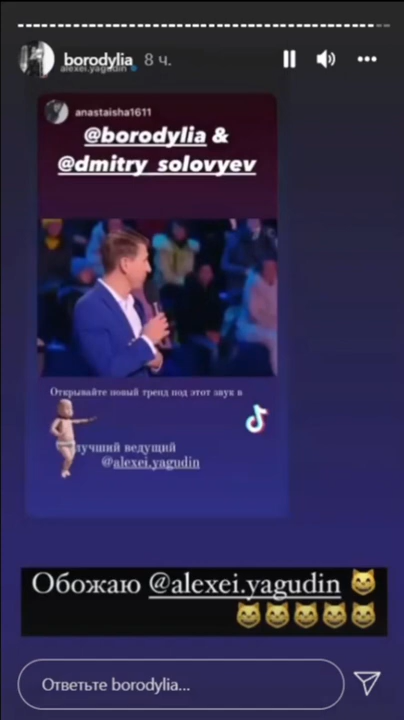 borodylia 8 ч.
alexei.yagudin
anastaisha1611
@borodylia &
@dmitry_solovyev
Открывайте новый тренд под этот звук в
лучший ведущий
@alexei.yagudin
Обожаю @alexei.yagudin 😺
😺😺😺😺😺
Ответьте borodylia...